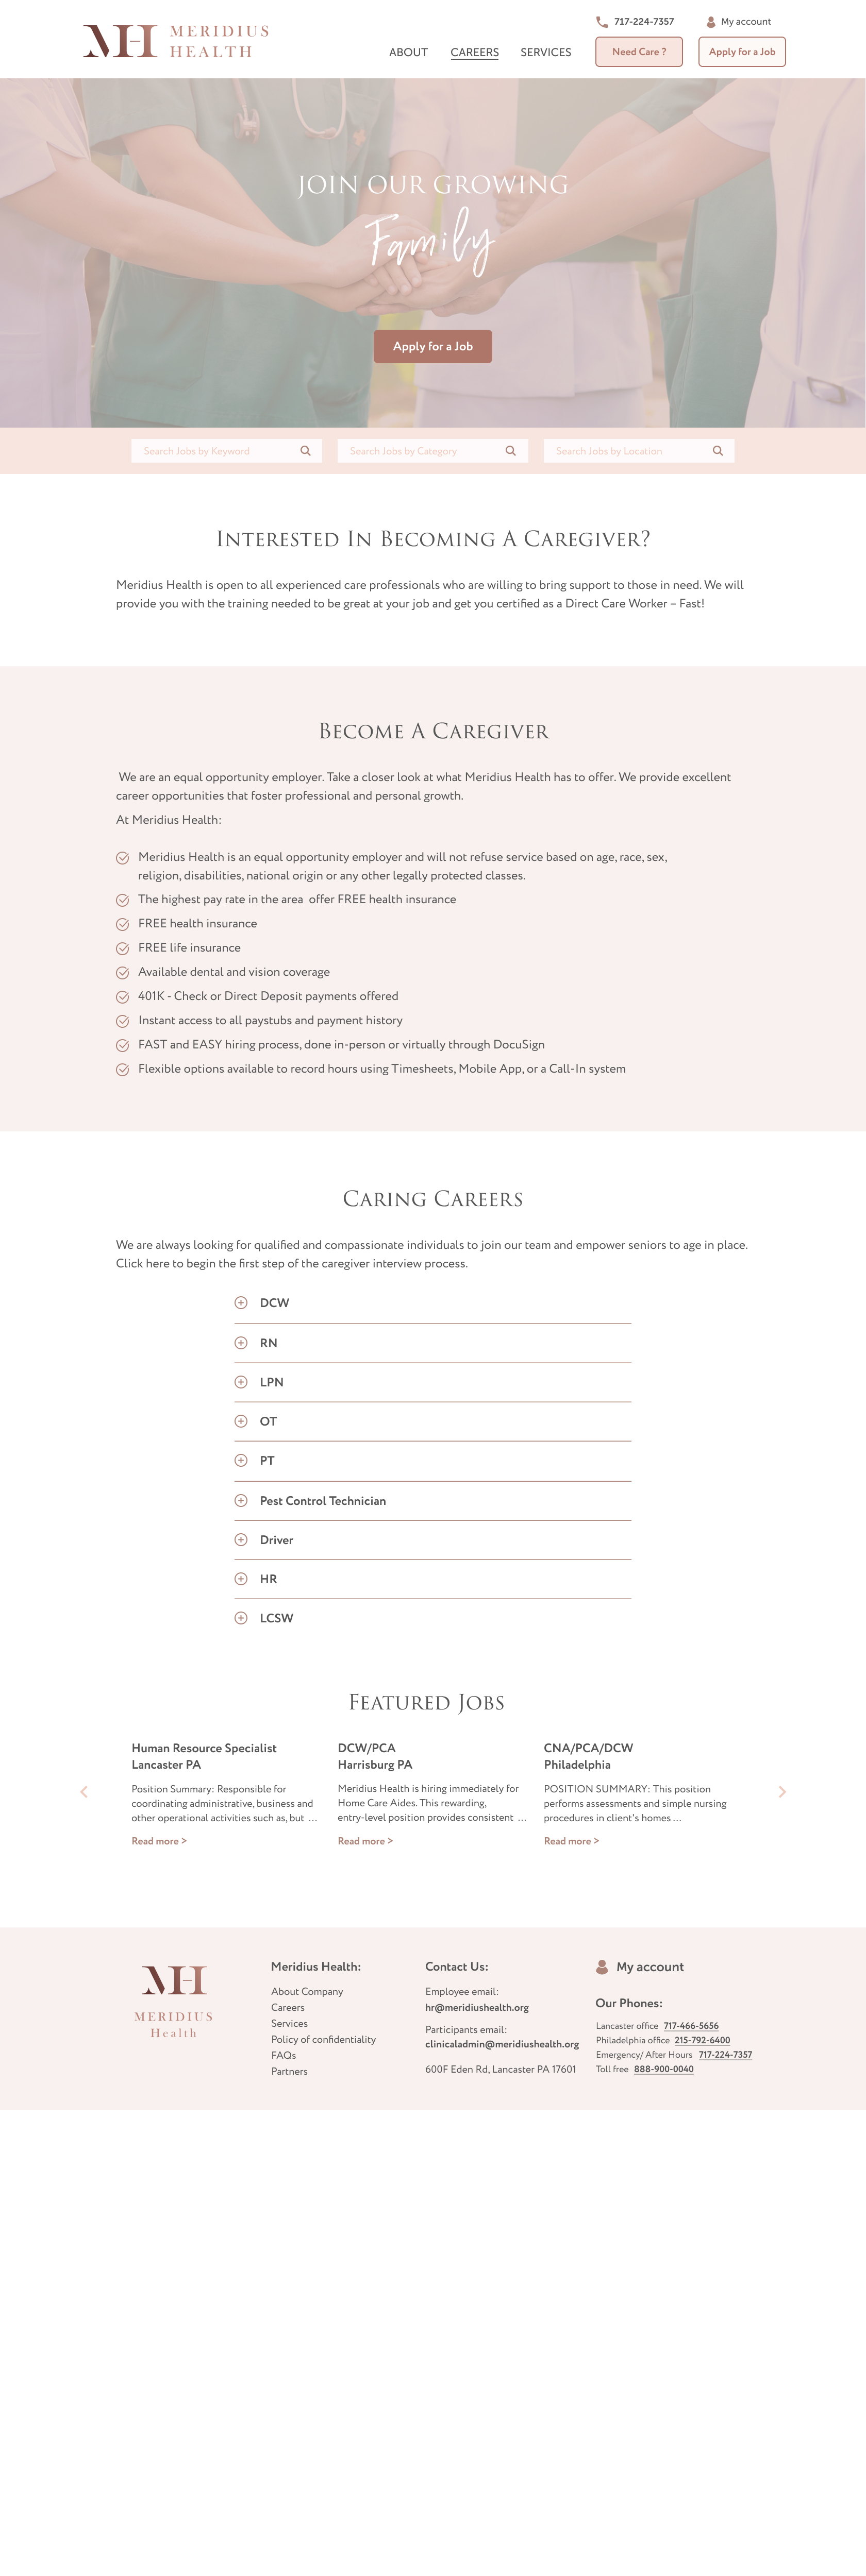 MERIDIUS
HEALTH
717-224-7357
My account
ABOUT
CAREERS
SERVICES
Need Care ?
Apply for a Job
JOIN OUR GROWING
Family
Apply for a Job
Search Jobs by Keyword
Search Jobs by Category
Search Jobs by Location
Interested In Becoming A Caregiver?
Meridius Health is open to all experienced care professionals who are willing to bring support to those in need. We will
provide you with the training needed to be great at your job and get you certified as a Direct Care Worker – Fast!
Become A Caregiver
We are an equal opportunity employer. Take a closer look at what Meridius Health has to offer. We provide excellent
career opportunities that foster professional and personal growth.
At Meridius Health:
Meridius Health is an equal opportunity employer and will not refuse service based on age, race, sex,
religion, disabilities, national origin or any other legally protected classes.
The highest pay rate in the area  offer FREE health insurance
FREE health insurance
FREE life insurance
Available dental and vision coverage
401K - Check or Direct Deposit payments offered
Instant access to all paystubs and payment history
FAST and EASY hiring process, done in-person or virtually through DocuSign
Flexible options available to record hours using Timesheets, Mobile App, or a Call-In system
Caring Careers
We are always looking for qualified and compassionate individuals to join our team and empower seniors to age in place.
Click here to begin the first step of the caregiver interview process.
DCW
RN
LPN
OT
PT
Pest Control Technician
Driver
HR
LCSW
Featured Jobs
Human Resource Specialist
Lancaster PA
Position Summary: Responsible for
coordinating administrative, business and
other operational activities such as, but ...
Read more >
DCW/PCA
Harrisburg PA
Meridius Health is hiring immediately for
Home Care Aides. This rewarding,
entry-level position provides consistent ...
Read more >
CNA/PCA/DCW
Philadelphia
POSITION SUMMARY: This position
performs assessments and simple nursing
procedures in client's homes ...
Read more >
MH
MERIDIUS
Health
Meridius Health:
About Company
Careers
Services
Policy of confidentiality
FAQs
Partners
Contact Us:
Employee email:
hr@meridiushealth.org
Participants email:
clinicaladmin@meridiushealth.org
600F Eden Rd, Lancaster PA 17601
My account
Our Phones:
Lancaster office 717-466-5656
Philadelphia office 215-792-6400
Emergency/ After Hours 717-224-7357
Toll free 888-900-0040